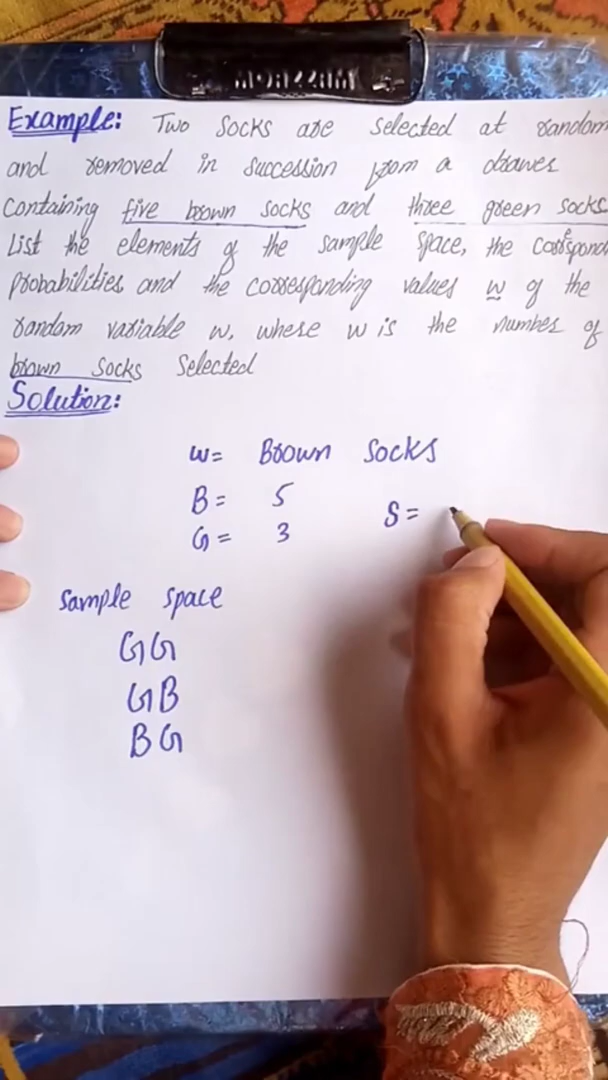 MOAZZAM
Example: Two socks are selected at random
and removed in succession from a drawer
Containing five brown socks and three green socks.
List the elements of the sample space, the correspond
Probabilities, and the corresponding values w of the
random variable w, where w is the number of
brown socks selected
Solution:
w= Brown Socks
B= 5
S=
G= 3
Sample space
GG
GB
BG